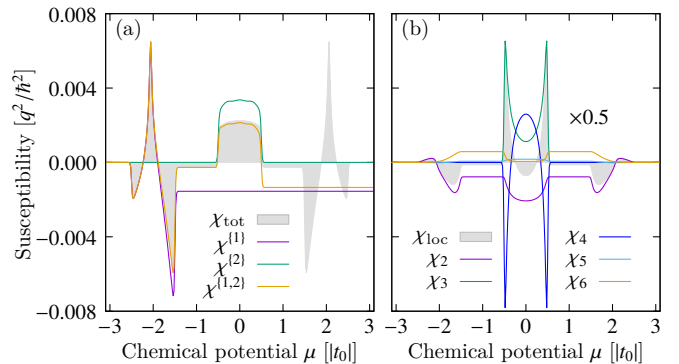 (a)
(b)
0.008
0.004
0.000
−0.004
−0.008
Susceptibility [q²/ℏ²]
χ_tot
χ^{1}
χ^{2}
χ^{1,2}
×0.5
χ_loc
χ₂
χ₃
χ₄
χ₅
χ₆
−3 −2 −1 0 1 2 3
−3 −2 −1 0 1 2 3
Chemical potential μ [|t₀|]
Chemical potential μ [|t₀|]